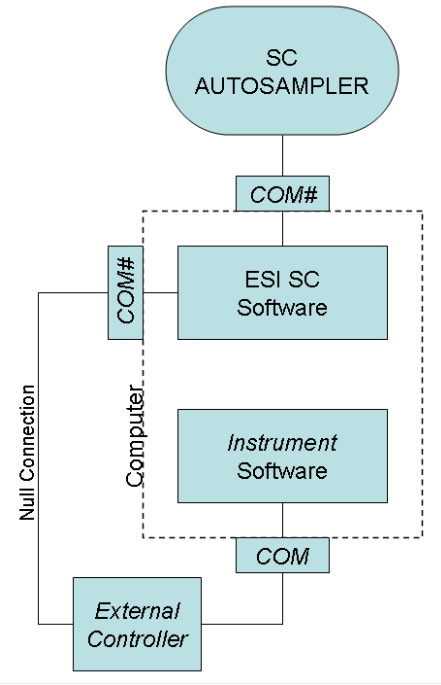 SC
AUTOSAMPLER
COM#
COM#
ESI SC
Software
Computer
Null Connection
Instrument
Software
COM
External
Controller